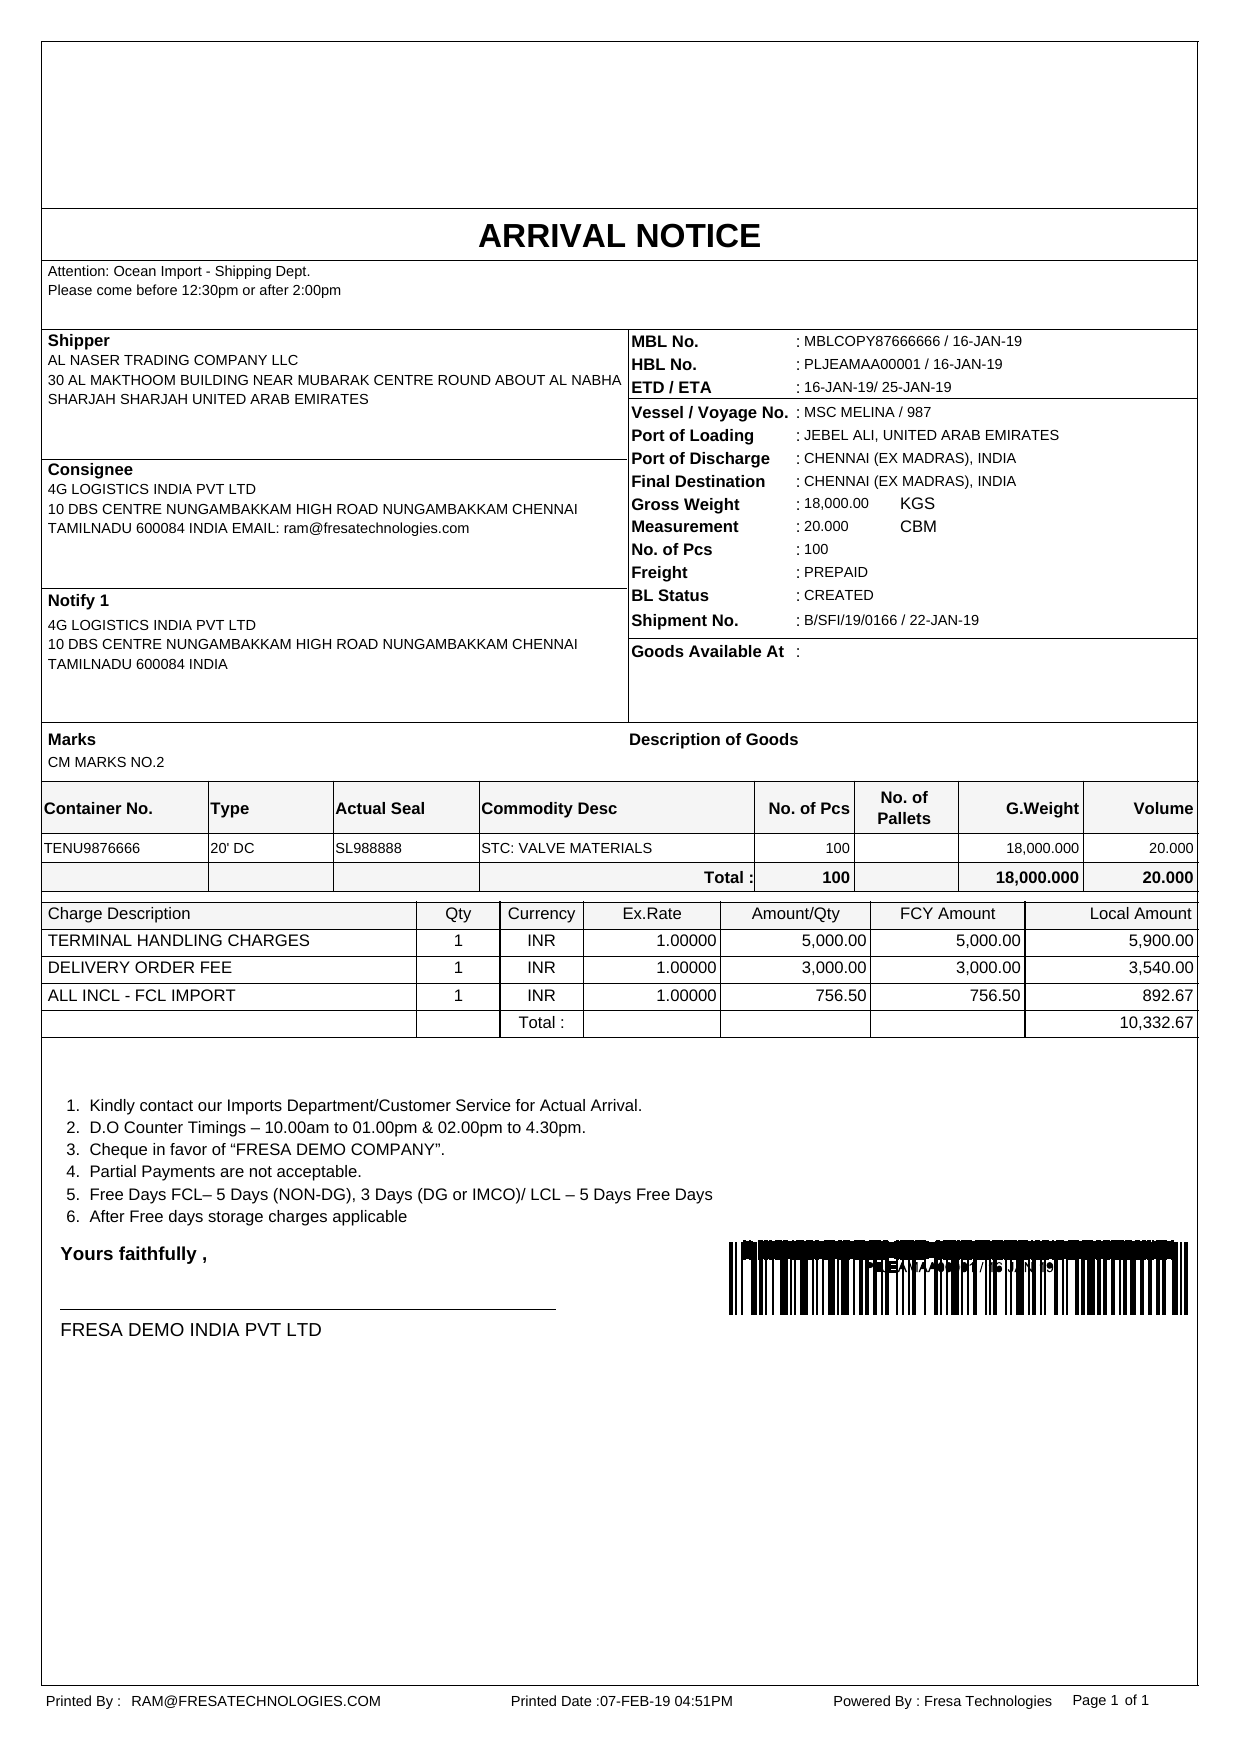 ARRIVAL NOTICE
Attention: Ocean Import - Shipping Dept.
Please come before 12:30pm or after 2:00pm
Shipper
AL NASER TRADING COMPANY LLC
30 AL MAKTHOOM BUILDING NEAR MUBARAK CENTRE ROUND ABOUT AL NABHA
SHARJAH SHARJAH UNITED ARAB EMIRATES
Consignee
4G LOGISTICS INDIA PVT LTD
10 DBS CENTRE NUNGAMBAKKAM HIGH ROAD NUNGAMBAKKAM CHENNAI
TAMILNADU 600084 INDIA EMAIL: ram@fresatechnologies.com
Notify 1
4G LOGISTICS INDIA PVT LTD
10 DBS CENTRE NUNGAMBAKKAM HIGH ROAD NUNGAMBAKKAM CHENNAI
TAMILNADU 600084 INDIA
MBL No. : MBLCOPY87666666 / 16-JAN-19
HBL No. : PLJEAMAA00001 / 16-JAN-19
ETD / ETA : 16-JAN-19/ 25-JAN-19
Vessel / Voyage No. : MSC MELINA / 987
Port of Loading : JEBEL ALI, UNITED ARAB EMIRATES
Port of Discharge : CHENNAI (EX MADRAS), INDIA
Final Destination : CHENNAI (EX MADRAS), INDIA
Gross Weight : 18,000.00 KGS
Measurement : 20.000 CBM
No. of Pcs : 100
Freight : PREPAID
BL Status : CREATED
Shipment No. : B/SFI/19/0166 / 22-JAN-19
Goods Available At :
Marks Description of Goods
CM MARKS NO.2
Container No. Type Actual Seal Commodity Desc No. of Pcs No. of Pallets G.Weight Volume
TENU9876666 20' DC SL988888 STC: VALVE MATERIALS 100 18,000.000 20.000
Total : 100 18,000.000 20.000
Charge Description Qty Currency Ex.Rate Amount/Qty FCY Amount Local Amount
TERMINAL HANDLING CHARGES 1 INR 1.00000 5,000.00 5,000.00 5,900.00
DELIVERY ORDER FEE 1 INR 1.00000 3,000.00 3,000.00 3,540.00
ALL INCL - FCL IMPORT 1 INR 1.00000 756.50 756.50 892.67
Total : 10,332.67
1. Kindly contact our Imports Department/Customer Service for Actual Arrival.
2. D.O Counter Timings – 10.00am to 01.00pm & 02.00pm to 4.30pm.
3. Cheque in favor of “FRESA DEMO COMPANY”.
4. Partial Payments are not acceptable.
5. Free Days FCL– 5 Days (NON-DG), 3 Days (DG or IMCO)/ LCL – 5 Days Free Days
6. After Free days storage charges applicable
Yours faithfully ,
PLJEAMAA00001 / 16 JAN 19
FRESA DEMO INDIA PVT LTD
Printed By : RAM@FRESATECHNOLOGIES.COM Printed Date :07-FEB-19 04:51PM Powered By : Fresa Technologies Page 1 of 1